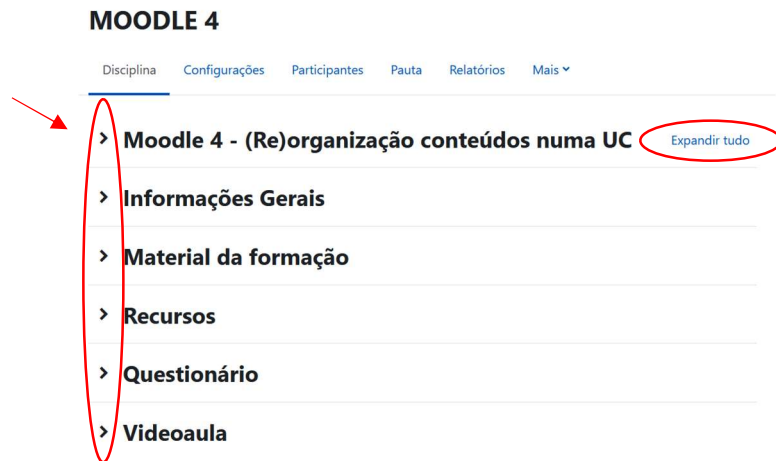 MOODLE 4
Disciplina Configurações Participantes Pauta Relatórios Mais
Moodle 4 - (Re)organização conteúdos numa UC Expandir tudo
Informações Gerais
Material da formação
Recursos
Questionário
Videoaula